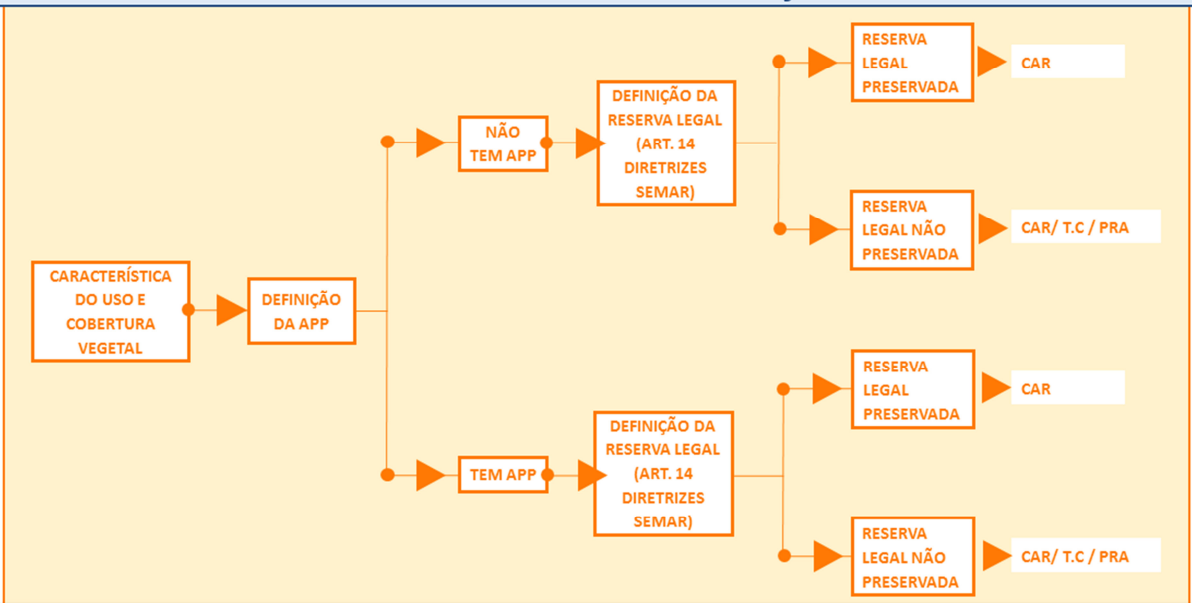 CARACTERÍSTICA
DO USO E
COBERTURA
VEGETAL
DEFINIÇÃO
DA APP
NÃO
TEM APP
DEFINIÇÃO DA
RESERVA LEGAL
(ART. 14
DIRETRIZES
SEMAR)
RESERVA
LEGAL
PRESERVADA
CAR
RESERVA
LEGAL NÃO
PRESERVADA
CAR/ T.C / PRA
TEM APP
DEFINIÇÃO DA
RESERVA LEGAL
(ART. 14
DIRETRIZES
SEMAR)
RESERVA
LEGAL
PRESERVADA
CAR
RESERVA
LEGAL NÃO
PRESERVADA
CAR/ T.C / PRA